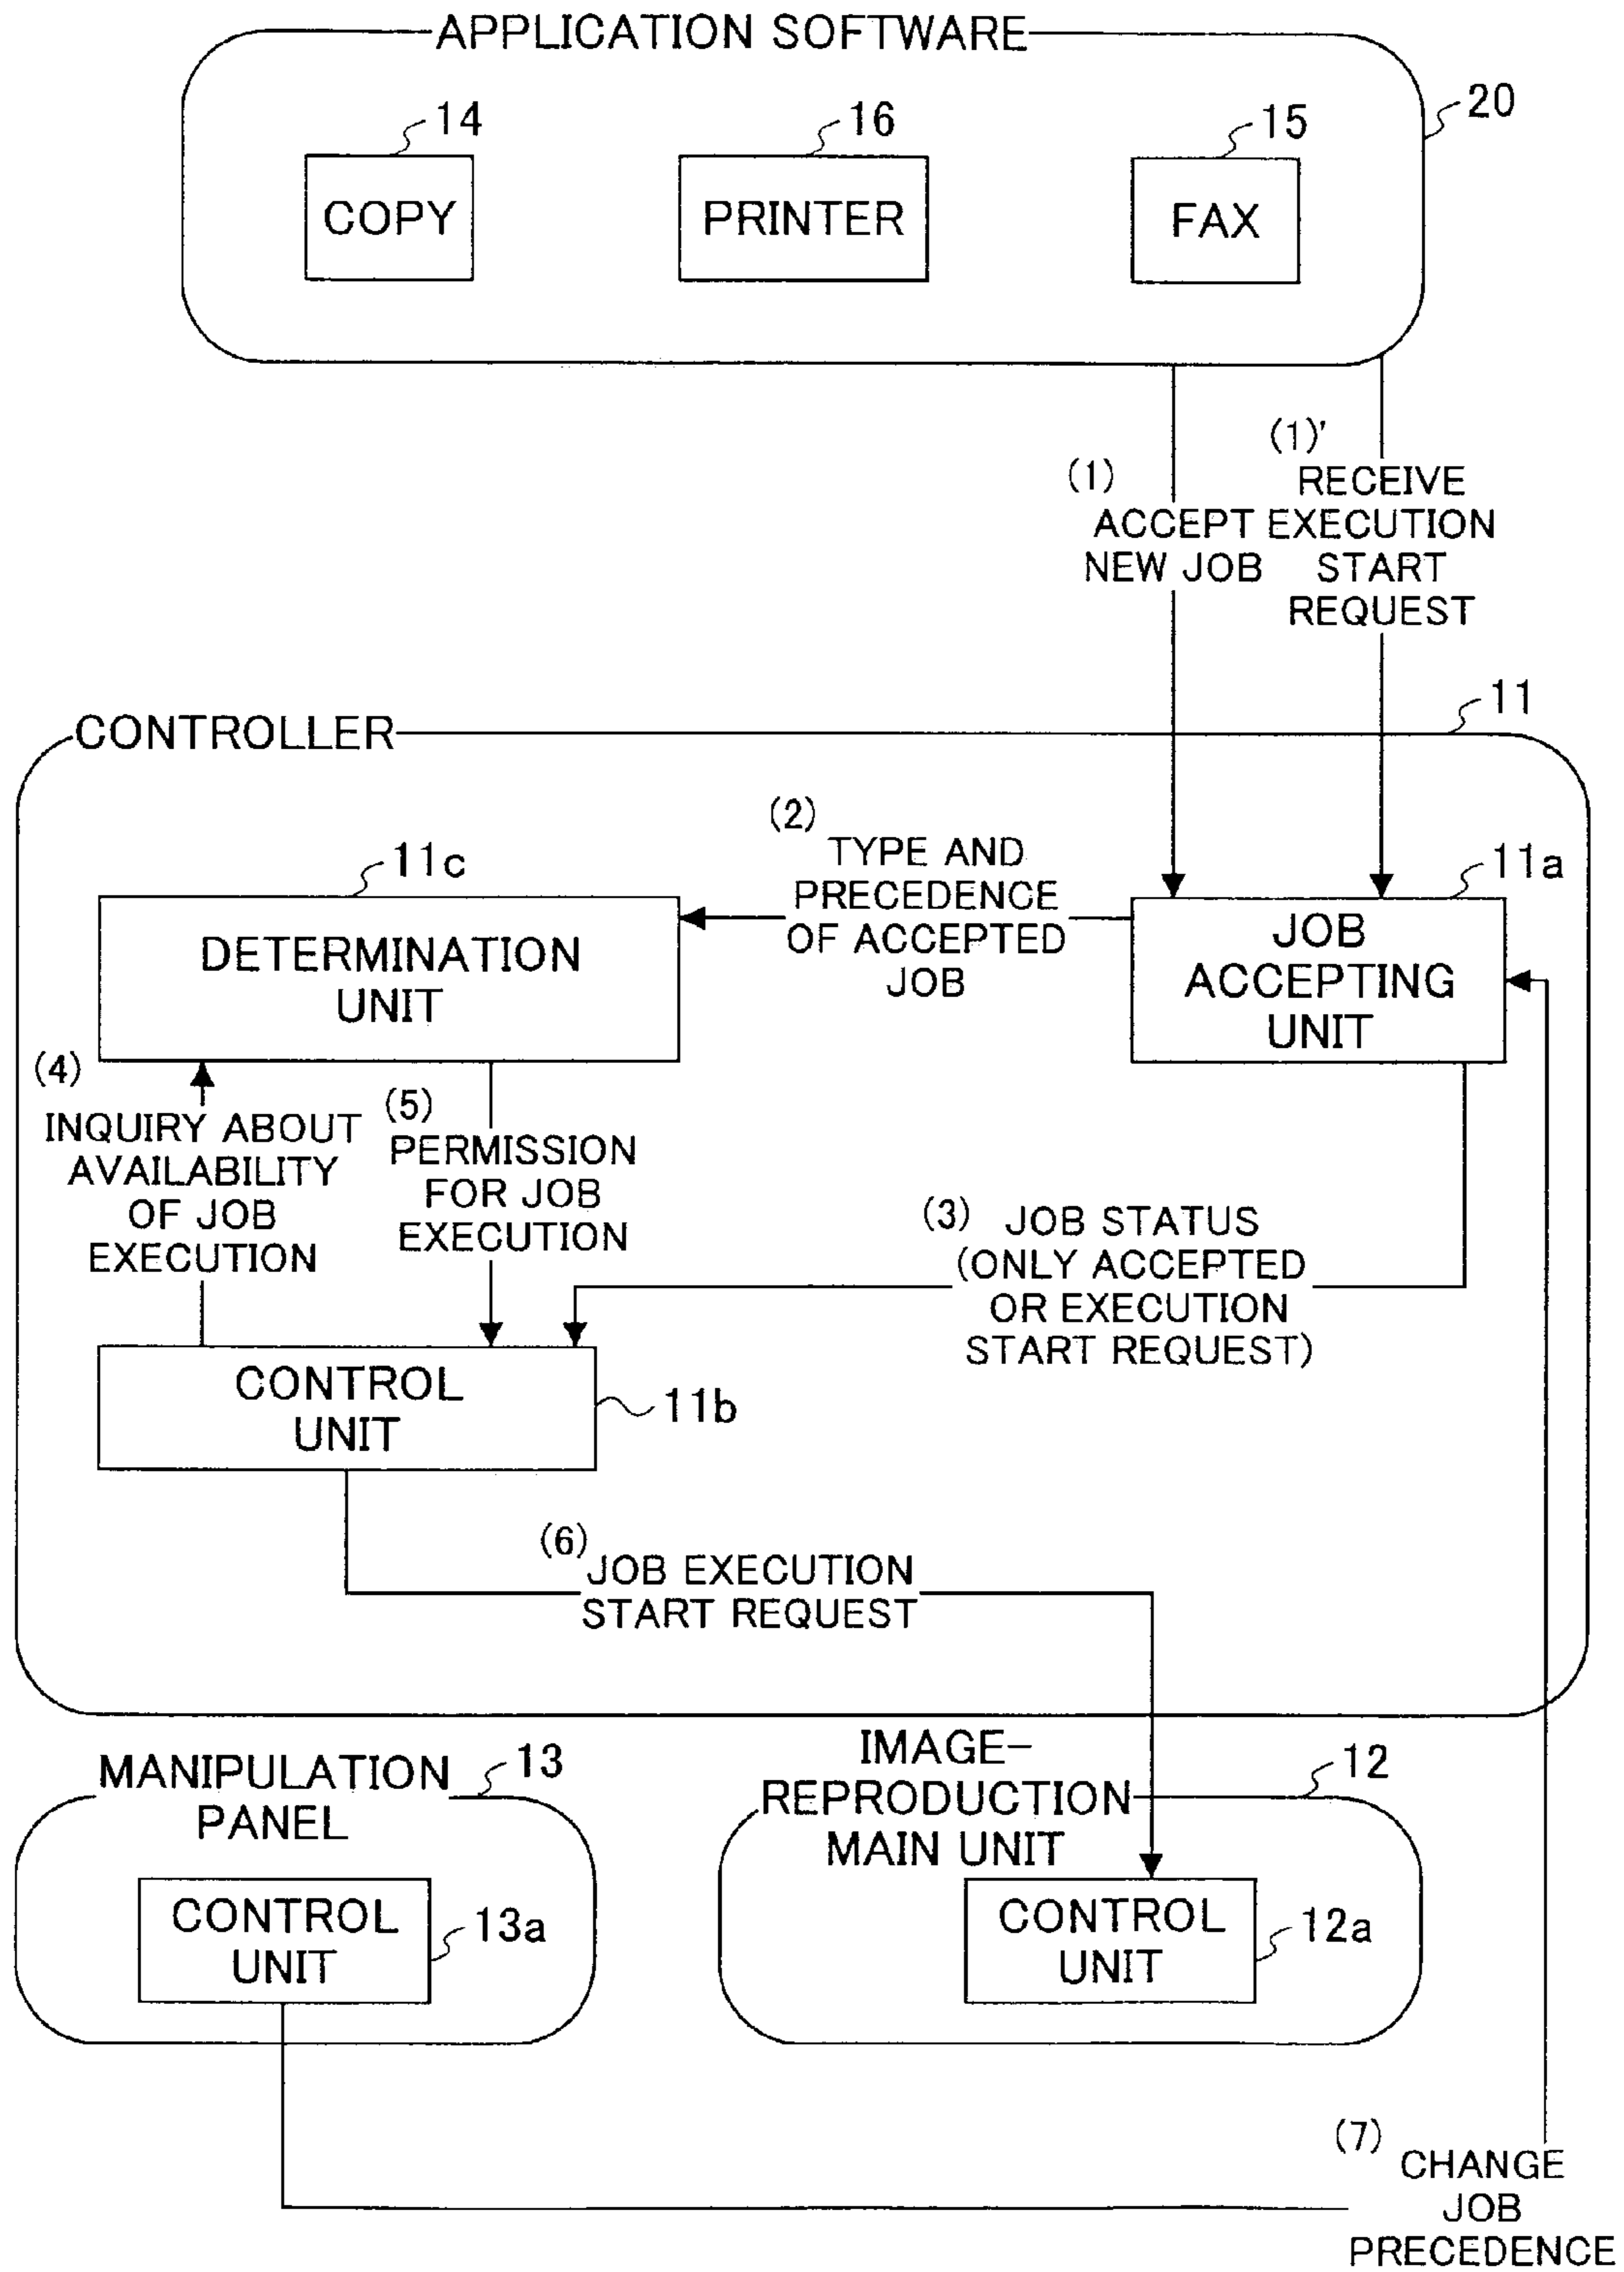 APPLICATION SOFTWARE
20
14
16
15
COPY
PRINTER
FAX
(1)
ACCEPT
NEW JOB
(1)'
RECEIVE
EXECUTION
START
REQUEST
CONTROLLER
11
(2)
TYPE AND
PRECEDENCE
OF ACCEPTED
JOB
11c
DETERMINATION
UNIT
11a
JOB
ACCEPTING
UNIT
(4)
INQUIRY ABOUT
AVAILABILITY
OF JOB
EXECUTION
(5)
PERMISSION
FOR JOB
EXECUTION
(3) JOB STATUS
(ONLY ACCEPTED
OR EXECUTION
START REQUEST)
CONTROL
UNIT
11b
(6)
JOB EXECUTION
START REQUEST
MANIPULATION
PANEL
13
CONTROL
UNIT
13a
IMAGE-
REPRODUCTION
MAIN UNIT
12
CONTROL
UNIT
12a
(7)
CHANGE
JOB
PRECEDENCE